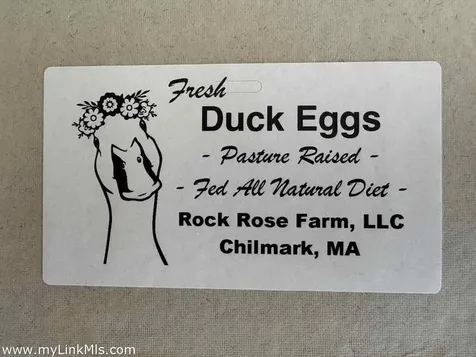 Fresh
Duck Eggs
- Pasture Raised -
- Fed All Natural Diet -
Rock Rose Farm, LLC
Chilmark, MA
www.myLinkMls.com